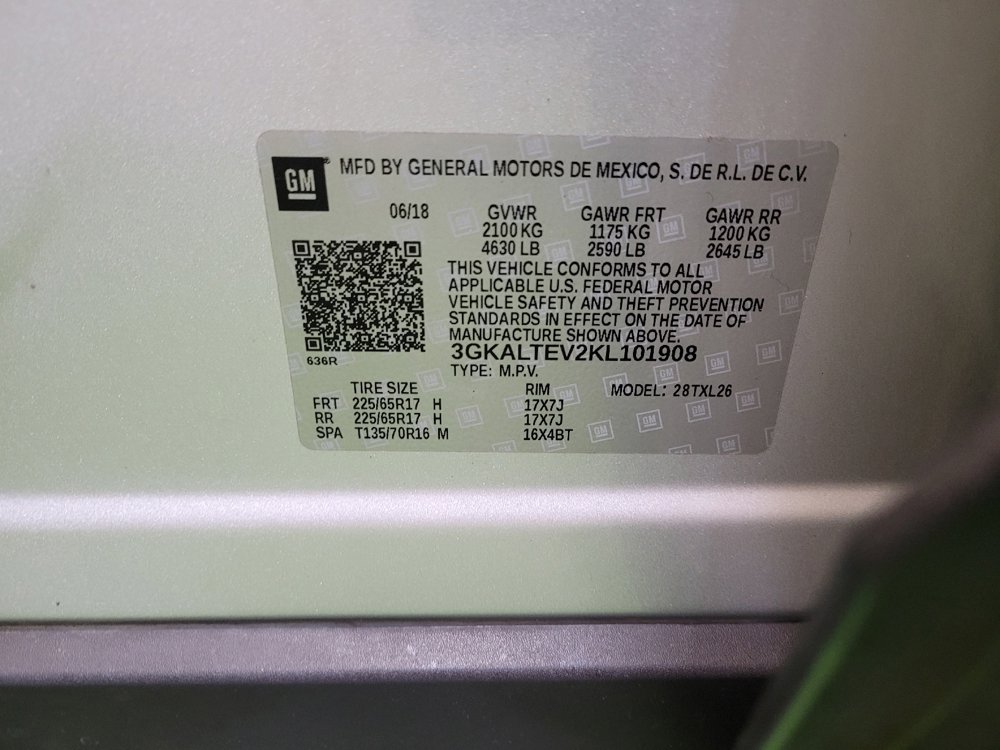 GM MFD BY GENERAL MOTORS DE MEXICO, S. DE R.L. DE C.V.
06/18 GVWR GAWR FRT GAWR RR
2100 KG 1175 KG 1200 KG
4630 LB 2590 LB 2645 LB
THIS VEHICLE CONFORMS TO ALL
APPLICABLE U.S. FEDERAL MOTOR
VEHICLE SAFETY AND THEFT PREVENTION
STANDARDS IN EFFECT ON THE DATE OF
MANUFACTURE SHOWN ABOVE.
636R 3GKALTEV2KL101908
TYPE: M.P.V.
TIRE SIZE RIM MODEL: 28TXL26
FRT 225/65R17 H 17X7J
RR 225/65R17 H 17X7J
SPA T135/70R16 M 16X4BT